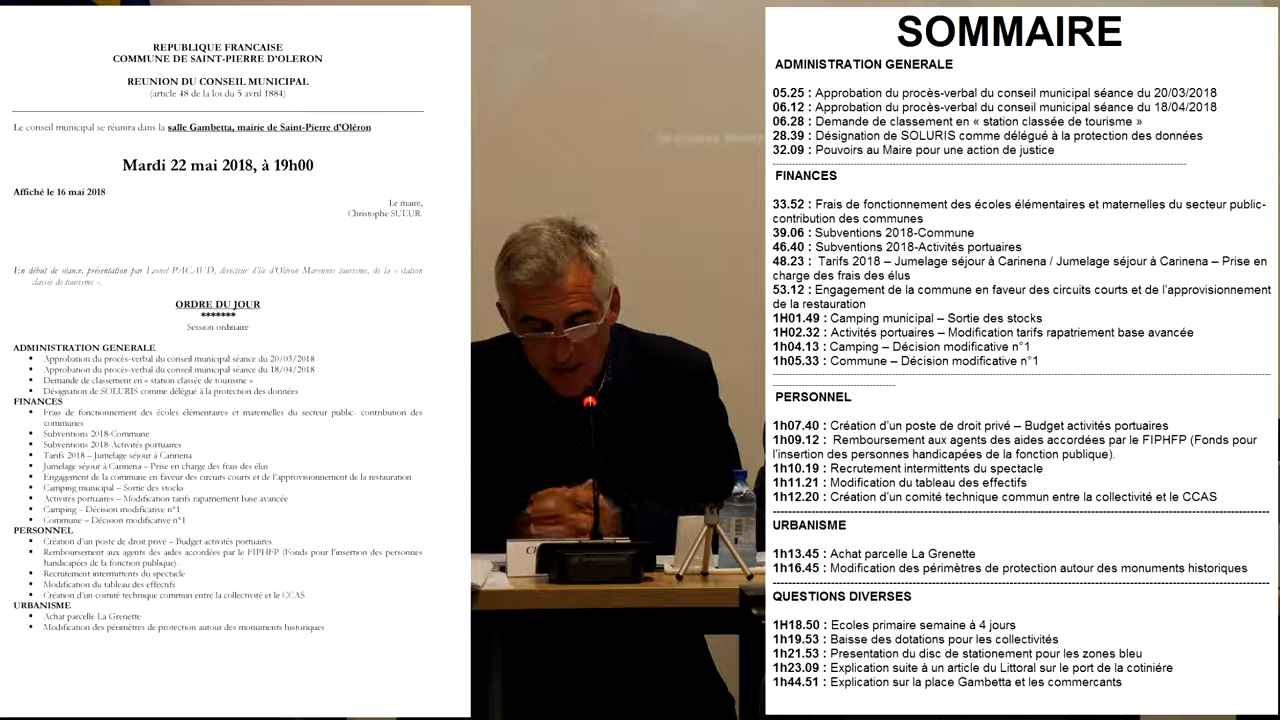 REPUBLIQUE FRANCAISE
COMMUNE DE SAINT-PIERRE D'OLERON
REUNION DU CONSEIL MUNICIPAL
(article 48 de la loi du 5 avril 1884)
Le conseil municipal se réunira dans la salle Gambetta, mairie de Saint-Pierre d'Oléron
Mardi 22 mai 2018, à 19h00
Affiché le 16 mai 2018
Le maire,
Christophe SUEUR.
En début de séance, présentation par Lionel PACAUD, directeur d'île d'Oléron Marennes tourisme, de la « station
classée de tourisme ».
ORDRE DU JOUR
*******
Session ordinaire
ADMINISTRATION GENERALE
▪ Approbation du procès-verbal du conseil municipal séance du 20/03/2018
▪ Approbation du procès-verbal du conseil municipal séance du 18/04/2018
▪ Demande de classement en « station classée de tourisme »
▪ Désignation de SOLURIS comme délégué à la protection des données
FINANCES
▪ Frais de fonctionnement des écoles élémentaires et maternelles du secteur public- contribution des
communes
▪ Subventions 2018-Commune
▪ Subventions 2018-Activités portuaires
▪ Tarifs 2018 – Jumelage séjour à Carinena
▪ Jumelage séjour à Carinena – Prise en charge des frais des élus
▪ Engagement de la commune en faveur des circuits courts et de l'approvisionnement de la restauration
▪ Camping municipal – Sortie des stocks
▪ Activités portuaires – Modification tarifs rapatriement base avancée
▪ Camping – Décision modificative n°1
▪ Commune – Décision modificative n°1
PERSONNEL
▪ Création d'un poste de droit privé – Budget activités portuaires
▪ Remboursement aux agents des aides accordées par le FIPHFP (Fonds pour l'insertion des personnes
handicapées de la fonction publique).
▪ Recrutement intermittents du spectacle
▪ Modification du tableau des effectifs
▪ Création d'un comité technique commun entre la collectivité et le CCAS
URBANISME
▪ Achat parcelle La Grenette
▪ Modification des périmètres de protection autour des monuments historiques
SOMMAIRE
ADMINISTRATION GENERALE
05.25 : Approbation du procès-verbal du conseil municipal séance du 20/03/2018
06.12 : Approbation du procès-verbal du conseil municipal séance du 18/04/2018
06.28 : Demande de classement en « station classée de tourisme »
28.39 : Désignation de SOLURIS comme délégué à la protection des données
32.09 : Pouvoirs au Maire pour une action de justice
FINANCES
33.52 : Frais de fonctionnement des écoles élémentaires et maternelles du secteur public-
contribution des communes
39.06 : Subventions 2018-Commune
46.40 : Subventions 2018-Activités portuaires
48.23 : Tarifs 2018 – Jumelage séjour à Carinena / Jumelage séjour à Carinena – Prise en
charge des frais des élus
53.12 : Engagement de la commune en faveur des circuits courts et de l'approvisionnement
de la restauration
1H01.49 : Camping municipal – Sortie des stocks
1H02.32 : Activités portuaires – Modification tarifs rapatriement base avancée
1h04.13 : Camping – Décision modificative n°1
1h05.33 : Commune – Décision modificative n°1
PERSONNEL
1h07.40 : Création d'un poste de droit privé – Budget activités portuaires
1h09.12 : Remboursement aux agents des aides accordées par le FIPHFP (Fonds pour
l'insertion des personnes handicapées de la fonction publique).
1h10.19 : Recrutement intermittents du spectacle
1h11.21 : Modification du tableau des effectifs
1h12.20 : Création d'un comité technique commun entre la collectivité et le CCAS
URBANISME
1h13.45 : Achat parcelle La Grenette
1h16.45 : Modification des périmètres de protection autour des monuments historiques
QUESTIONS DIVERSES
1H18.50 : Ecoles primaire semaine à 4 jours
1h19.53 : Baisse des dotations pour les collectivités
1h21.53 : Presentation du disc de stationement pour les zones bleu
1h23.09 : Explication suite à un article du Littoral sur le port de la cotiniére
1h44.51 : Explication sur la place Gambetta et les commercants